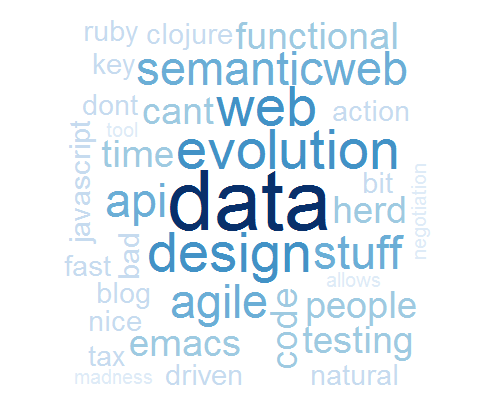 ruby clojure functional
key semanticweb
dont cant web action
tool
javascript time evolution
bit
api data herd negotiation
bad design stuff
fast
allows
blog agile code people
nice
emacs testing
tax
madness driven natural